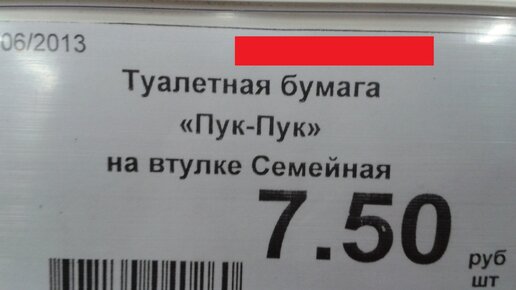 06/2013
Туалетная бумага
«Пук-Пук»
на втулке Семейная
7.50 руб
шт